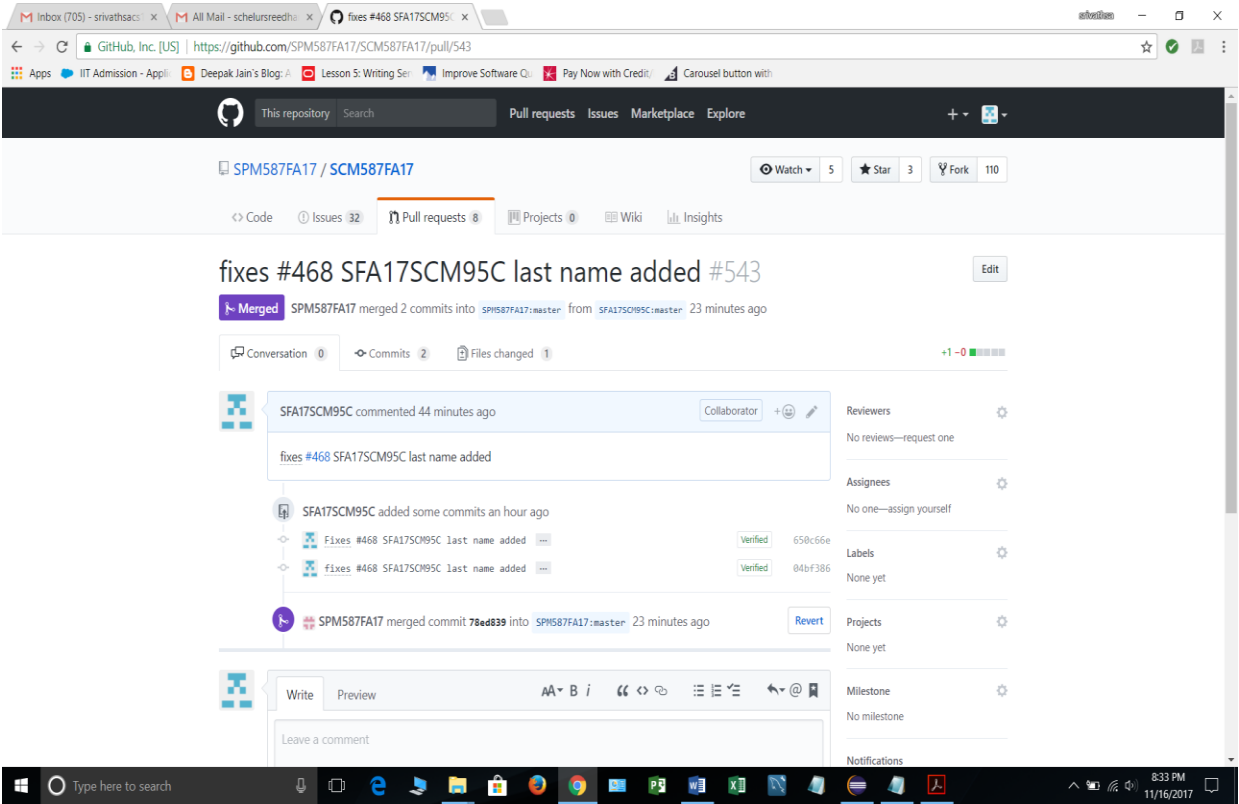 Inbox (705) - srivathsacs1 All Mail - schelursreedha fixes #468 SFA17SCM95C srivathsa
GitHub, Inc. [US] https://github.com/SPM587FA17/SCM587FA17/pull/543
Apps IIT Admission - Appli Deepak Jain's Blog: A Lesson 5: Writing Ser Improve Software Qu Pay Now with Credit/ Carousel button with
This repository Search Pull requests Issues Marketplace Explore
SPM587FA17 / SCM587FA17 Watch 5 Star 3 Fork 110
Code Issues 32 Pull requests 8 Projects 0 Wiki Insights
fixes #468 SFA17SCM95C last name added #543 Edit
Merged SPM587FA17 merged 2 commits into SPM587FA17:master from SFA17SCM95C:master 23 minutes ago
Conversation 0 Commits 2 Files changed 1 +1 −0
SFA17SCM95C commented 44 minutes ago Collaborator
fixes #468 SFA17SCM95C last name added
SFA17SCM95C added some commits an hour ago
Fixes #468 SFA17SCM95C last name added … Verified 650c66e
fixes #468 SFA17SCM95C last name added … Verified 04bf386
SPM587FA17 merged commit 78ed839 into SPM587FA17:master 23 minutes ago Revert
Reviewers
No reviews—request one
Assignees
No one—assign yourself
Labels
None yet
Projects
None yet
Milestone
No milestone
Notifications
Write Preview AA B i
Leave a comment
Type here to search
8:33 PM
11/16/2017